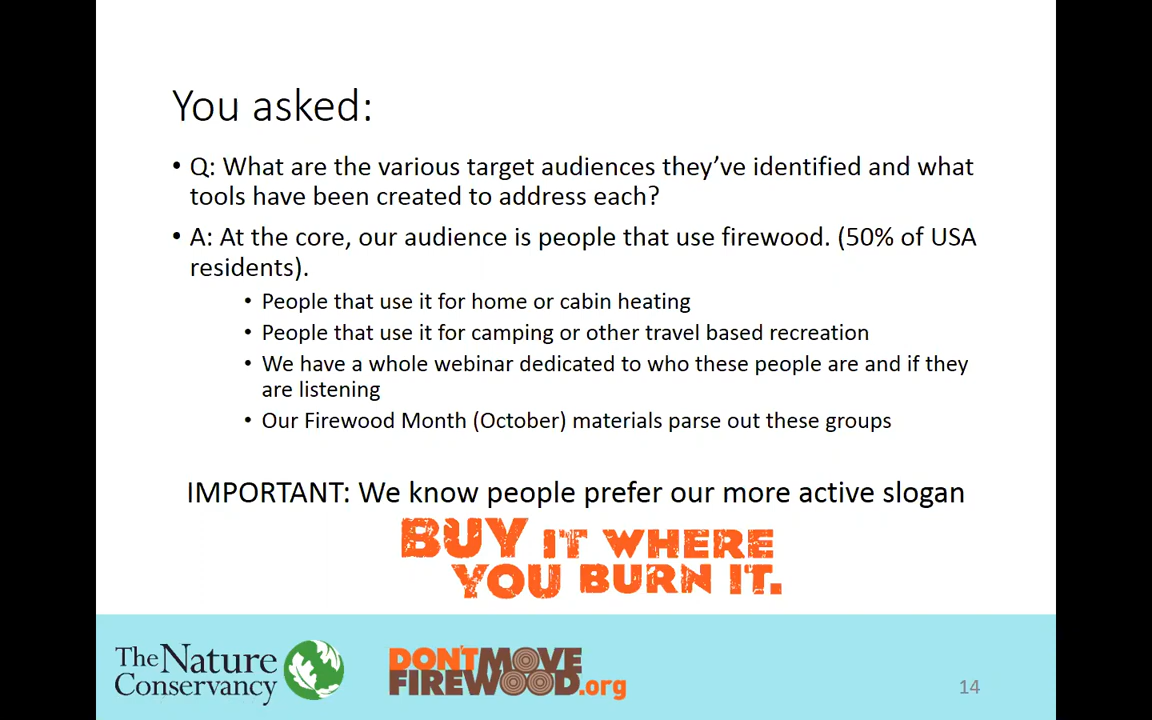 You asked:
• Q: What are the various target audiences they’ve identified and what
tools have been created to address each?
• A: At the core, our audience is people that use firewood. (50% of USA
residents).
• People that use it for home or cabin heating
• People that use it for camping or other travel based recreation
• We have a whole webinar dedicated to who these people are and if they
are listening
• Our Firewood Month (October) materials parse out these groups
IMPORTANT: We know people prefer our more active slogan
BUY IT WHERE
YOU BURN IT.
The Nature
Conservancy
DON'T MOVE
FIREWOOD.org
14